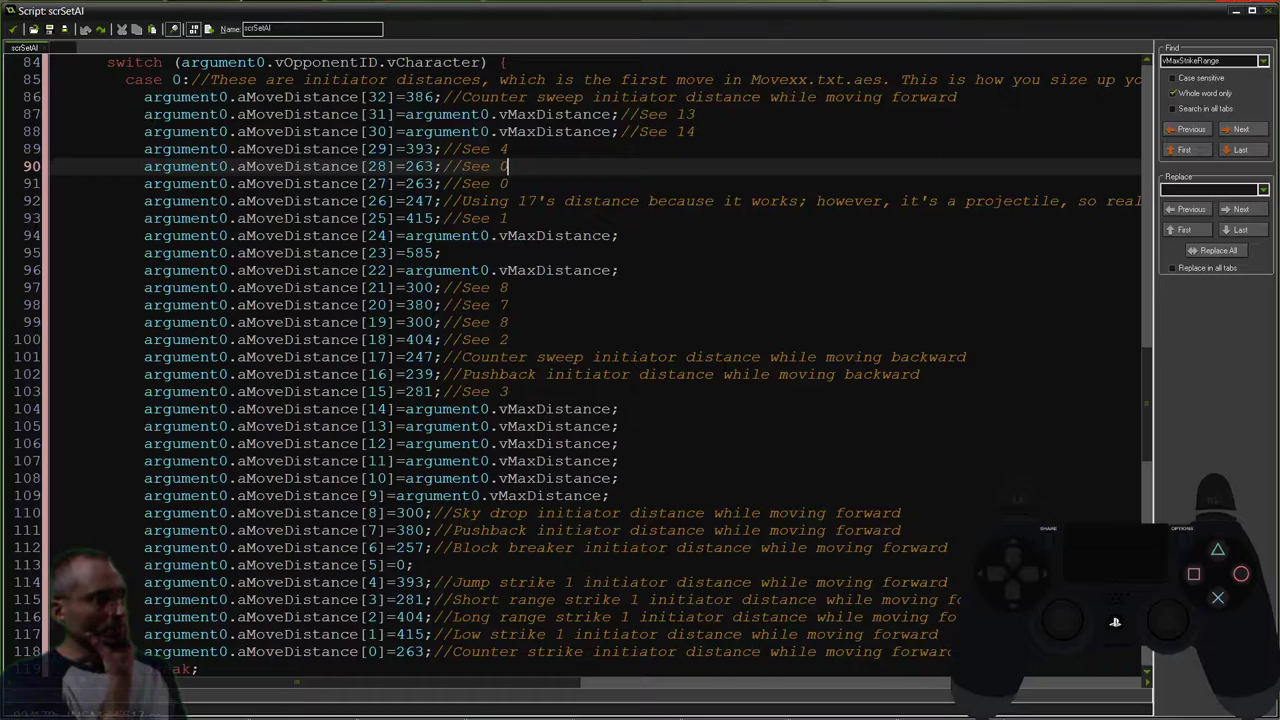 Script: scrSetAI
Name: scrSetAI
scrSetAI
84 switch (argument0.vOpponentID.vCharacter) {
85 case 0://These are initiator distances, which is the first move in Movexx.txt.aes. This is how you size up yo
86 argument0.aMoveDistance[32]=386;//Counter sweep initiator distance while moving forward
87 argument0.aMoveDistance[31]=argument0.vMaxDistance;//See 13
88 argument0.aMoveDistance[30]=argument0.vMaxDistance;//See 14
89 argument0.aMoveDistance[29]=393;//See 4
90 argument0.aMoveDistance[28]=263;//See 0
91 argument0.aMoveDistance[27]=263;//See 0
92 argument0.aMoveDistance[26]=247;//Using 17's distance because it works; however, it's a projectile, so real
93 argument0.aMoveDistance[25]=415;//See 1
94 argument0.aMoveDistance[24]=argument0.vMaxDistance;
95 argument0.aMoveDistance[23]=585;
96 argument0.aMoveDistance[22]=argument0.vMaxDistance;
97 argument0.aMoveDistance[21]=300;//See 8
98 argument0.aMoveDistance[20]=380;//See 7
99 argument0.aMoveDistance[19]=300;//See 8
100 argument0.aMoveDistance[18]=404;//See 2
101 argument0.aMoveDistance[17]=247;//Counter sweep initiator distance while moving backward
102 argument0.aMoveDistance[16]=239;//Pushback initiator distance while moving backward
103 argument0.aMoveDistance[15]=281;//See 3
104 argument0.aMoveDistance[14]=argument0.vMaxDistance;
105 argument0.aMoveDistance[13]=argument0.vMaxDistance;
106 argument0.aMoveDistance[12]=argument0.vMaxDistance;
107 argument0.aMoveDistance[11]=argument0.vMaxDistance;
108 argument0.aMoveDistance[10]=argument0.vMaxDistance;
109 argument0.aMoveDistance[9]=argument0.vMaxDistance;
110 argument0.aMoveDistance[8]=300;//Sky drop initiator distance while moving forward
111 argument0.aMoveDistance[7]=380;//Pushback initiator distance while moving forward
112 argument0.aMoveDistance[6]=257;//Block breaker initiator distance while moving forward
113 argument0.aMoveDistance[5]=0;
114 argument0.aMoveDistance[4]=393;//Jump strike 1 initiator distance while moving forward
115 argument0.aMoveDistance[3]=281;//Short range strike 1 initiator distance while moving fo
116 argument0.aMoveDistance[2]=404;//Long range strike 1 initiator distance while moving fo
117 argument0.aMoveDistance[1]=415;//Low strike 1 initiator distance while moving forward
118 argument0.aMoveDistance[0]=263;//Counter strike 1 initiator distance while moving forward
119 ak;
Find
vMaxStrikeRange
Case sensitive
Whole word only
Search in all tabs
Previous Next
First Last
Replace
Previous Next
First Last
Replace All
Replace in all tabs
SHARE OPTIONS